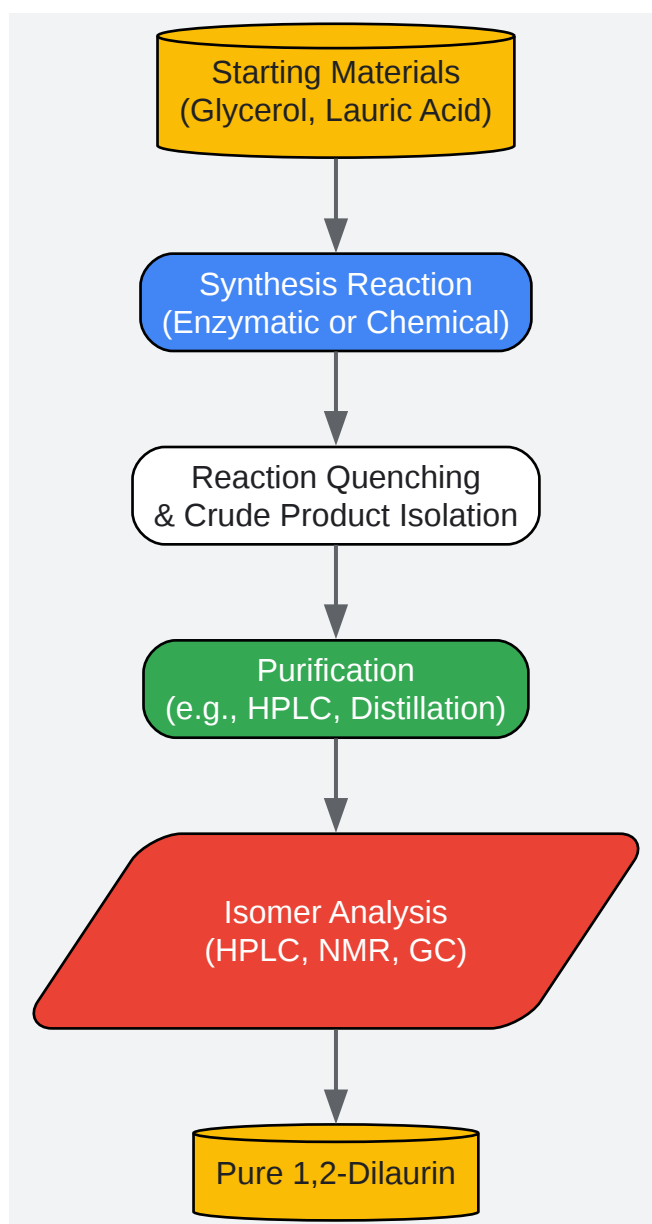 Starting Materials
(Glycerol, Lauric Acid)
Synthesis Reaction
(Enzymatic or Chemical)
Reaction Quenching
& Crude Product Isolation
Purification
(e.g., HPLC, Distillation)
Isomer Analysis
(HPLC, NMR, GC)
Pure 1,2-Dilaurin